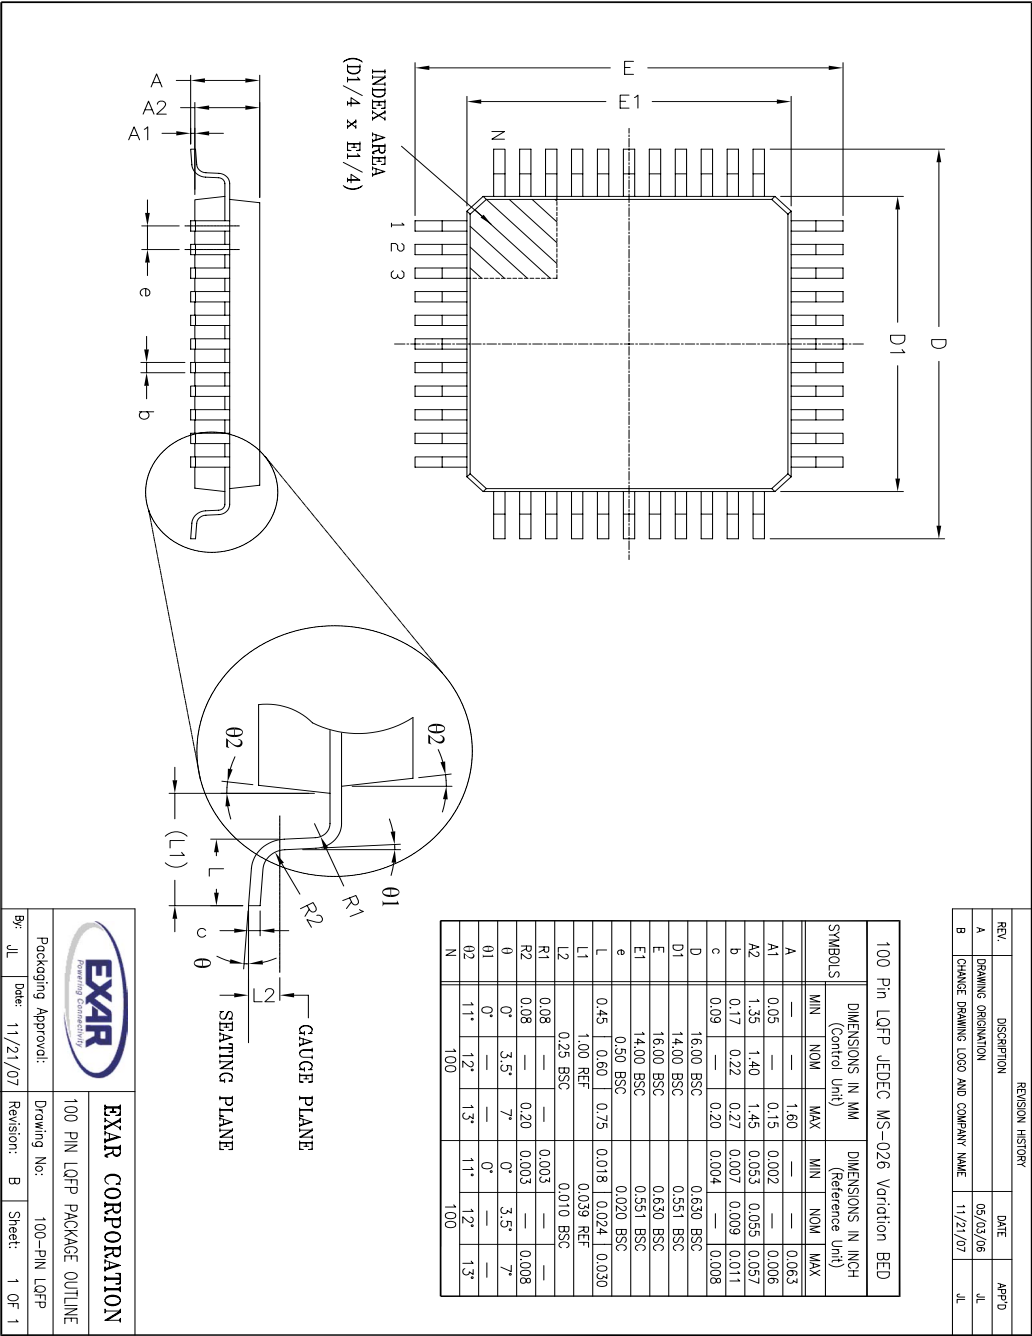 REVISION HISTORY
REV. DISCRIPTION DATE APP'D
A DRAWING ORIGINATION 05/03/06 JL
B CHANGE DRAWING LOGO AND COMPANY NAME 11/21/07 JL
D
D1
E
E1
N
1 2 3
INDEX AREA
(D1/4 x E1/4)
A
A2
A1
e
b
θ2
θ2
θ1
R1
R2
L
(L1)
c
θ
L2
GAUGE PLANE
SEATING PLANE
100 Pin LQFP JEDEC MS-026 Variation BED
SYMBOLS DIMENSIONS IN MM DIMENSIONS IN INCH
(Control Unit) (Reference Unit)
MIN NOM MAX MIN NOM MAX
A — — 1.60 — — 0.063
A1 0.05 — 0.15 0.002 — 0.006
A2 1.35 1.40 1.45 0.053 0.055 0.057
b 0.17 0.22 0.27 0.007 0.009 0.011
c 0.09 — 0.20 0.004 — 0.008
D 16.00 BSC 0.630 BSC
D1 14.00 BSC 0.551 BSC
E 16.00 BSC 0.630 BSC
E1 14.00 BSC 0.551 BSC
e 0.50 BSC 0.020 BSC
L 0.45 0.60 0.75 0.018 0.024 0.030
L1 1.00 REF 0.039 REF
L2 0.25 BSC 0.010 BSC
R1 0.08 — — 0.003 — —
R2 0.08 — 0.20 0.003 — 0.008
θ 0° 3.5° 7° 0° 3.5° 7°
θ1 0° — — 0° — —
θ2 11° 12° 13° 11° 12° 13°
N 100 100
EXAR
Powering Connectivity
EXAR CORPORATION
100 PIN LQFP PACKAGE OUTLINE
Packaging Approval: Drawing No: 100-PIN LQFP
By: JL Date: 11/21/07 Revision: B Sheet: 1 OF 1